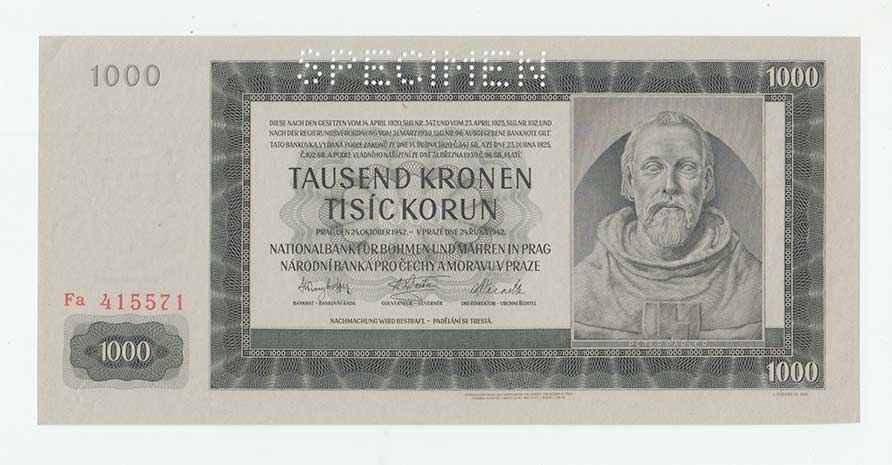 SPECIMEN
1000
1000
DIESE NACH DEN GESETZEN VOM 14. APRIL 1920, SLG. NR. 347, UND VOM 23. APRIL 1925, SLG. NR. 102, UND
NACH DER REGIERUNGSVERORDNUNG VOM 31. MÄRZ 1939, SLG. NR. 96, AUSGEGEBENE BANKNOTE GILT
TATO BANKOVKA, VYDANÁ PODLE ZÁKONŮ ZE DNE 14. DUBNA 1920 Č. 347 SB. A ZE DNE 23. DUBNA 1925,
Č. 102 SB. A PODLE VLÁDNÍHO NAŘÍZENÍ ZE DNE 31. BŘEZNA 1939 Č. 96 SB., PLATÍ:
TAUSEND KRONEN
TISÍC KORUN
PRAG, DEN 24. OKTOBER 1942. – V PRAZE DNE 24. ŘÍJNA 1942.
NATIONALBANK FÜR BÖHMEN UND MÄHREN IN PRAG
NÁRODNÍ BANKA PRO ČECHY A MORAVU V PRAZE
BANKRAT – BANKOVNÍ RADA
GOUVERNEUR – GUVERNÉR
OBERDIREKTOR – VRCHNÍ ŘEDITEL
NACHMACHUNG WIRD BESTRAFT. – PADĚLÁNÍ SE TRESTÁ.
Fa 415571
1000
PETER PARLER
1000